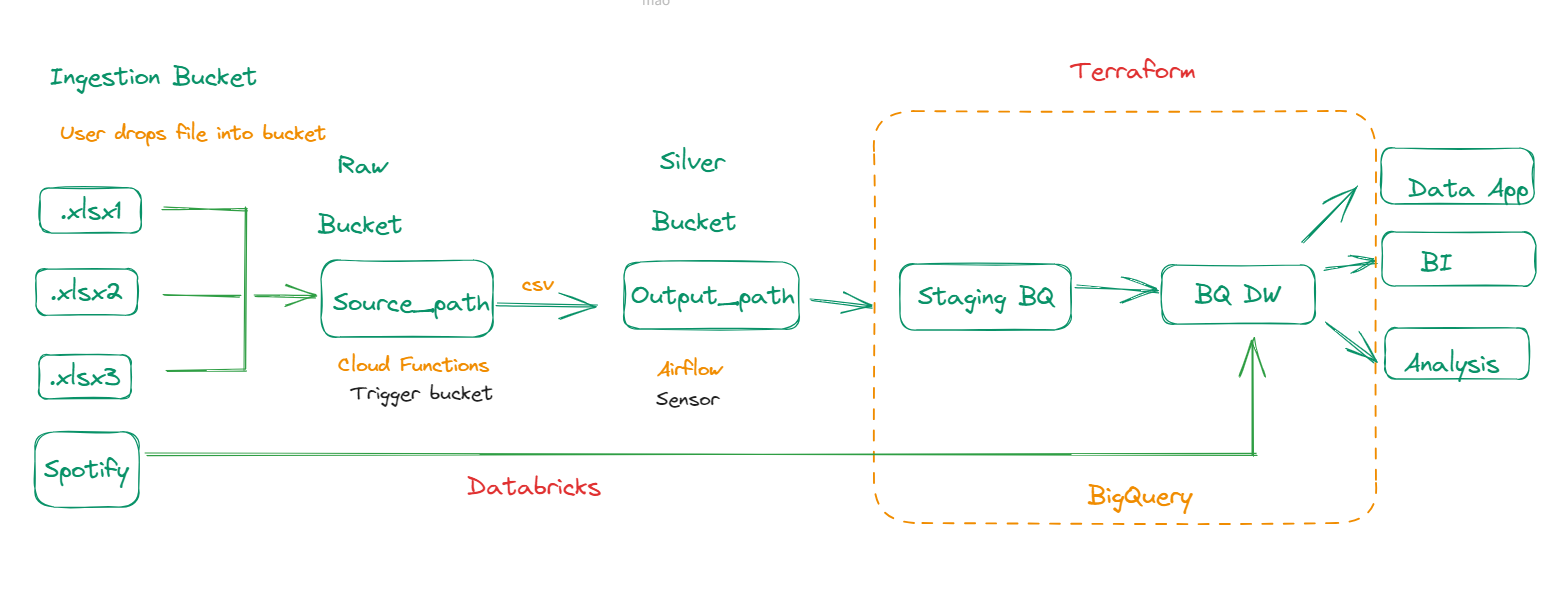 mao
Ingestion Bucket
Terraform
User drops file into bucket
Raw
Bucket
Silver
Bucket
.xlsx1
.xlsx2
.xlsx3
Spotify
Source_path
csv
Output_path
Staging BQ
BQ DW
Data App
BI
Analysis
Cloud Functions
Trigger bucket
Airflow
Sensor
Databricks
BigQuery